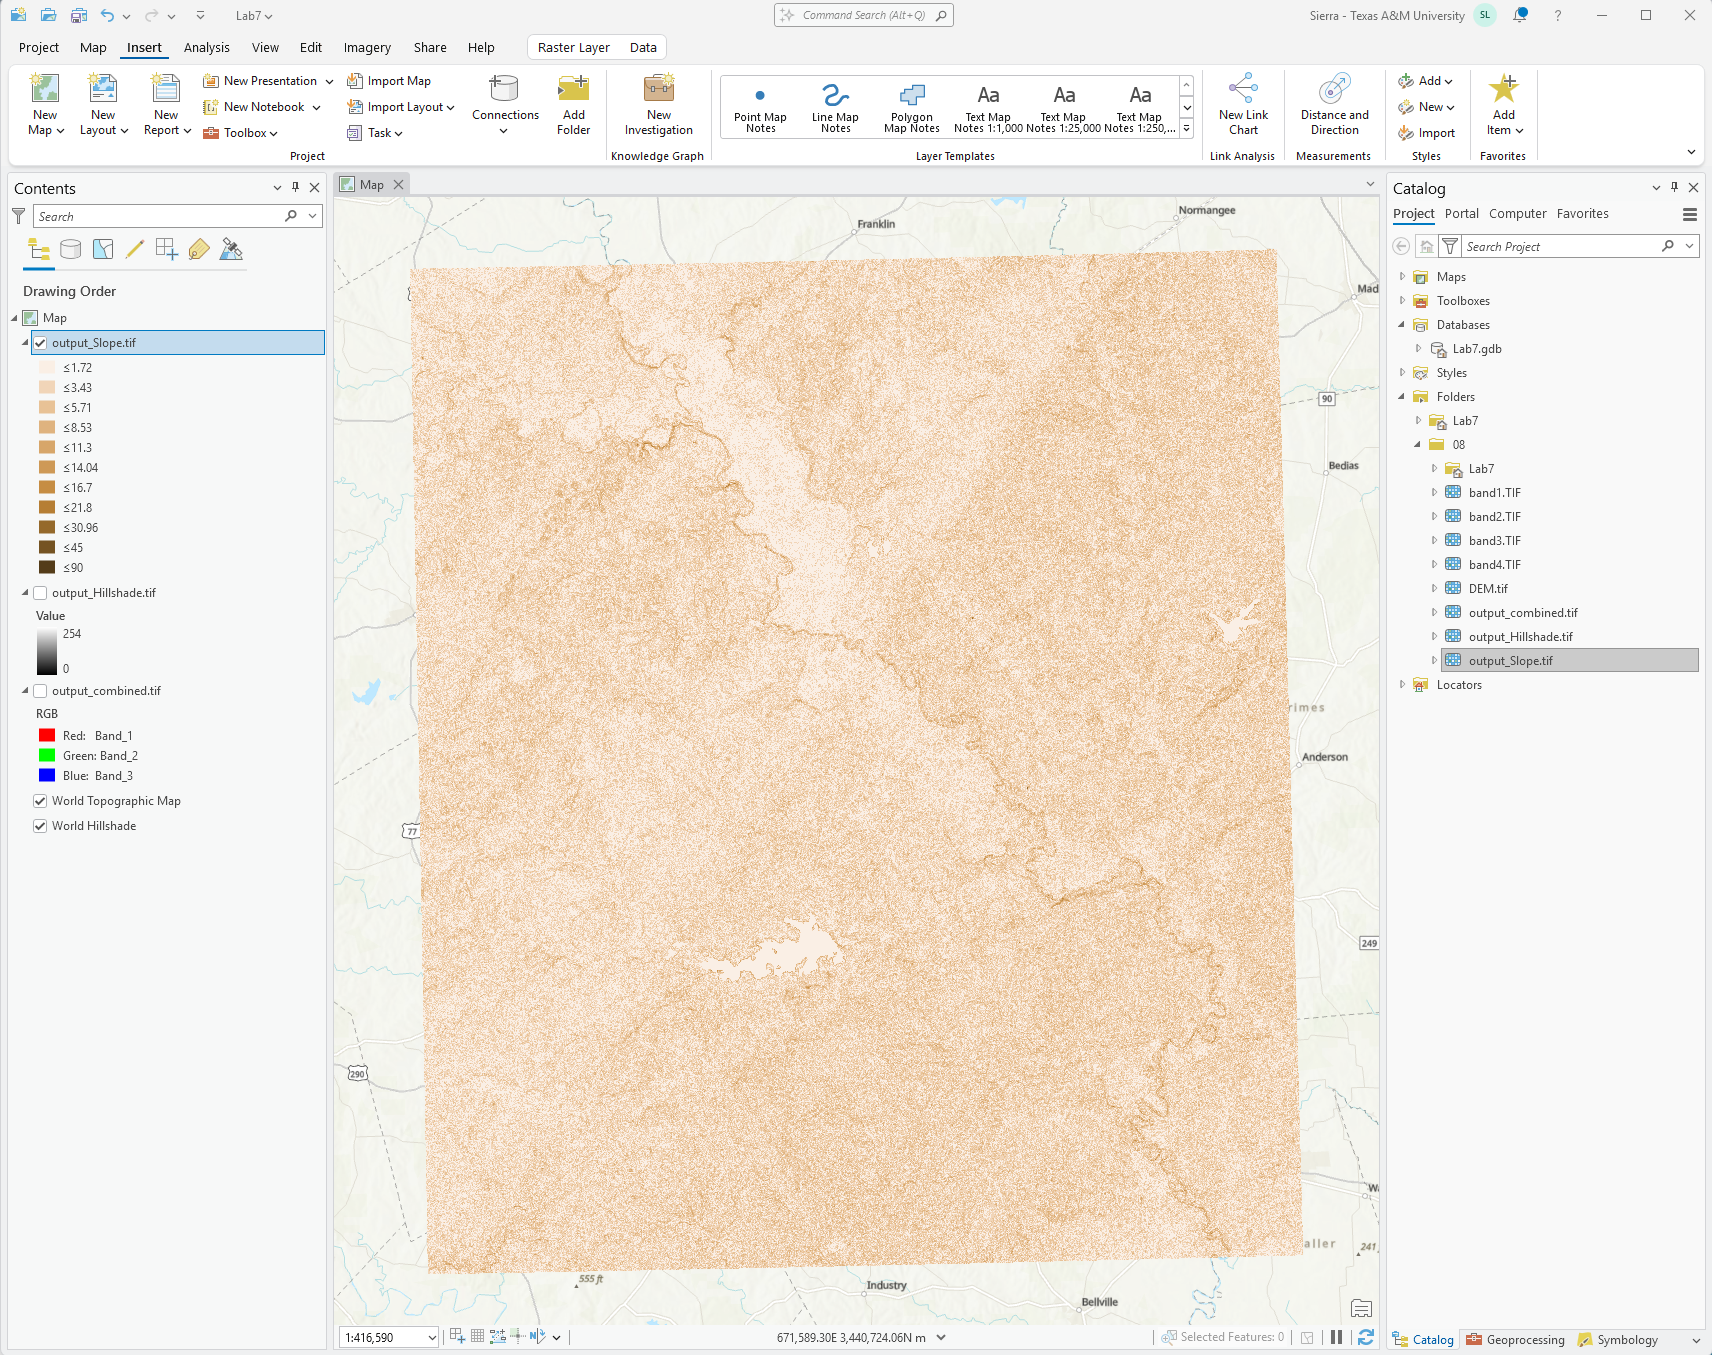 Lab7
Command Search (Alt+Q)
Sierra - Texas A&M University
SL
?
Project
Map
Insert
Analysis
View
Edit
Imagery
Share
Help
Raster Layer
Data
New
Map
New
Layout
New
Report
New Presentation
New Notebook
Toolbox
Import Map
Import Layout
Task
Connections
Add
Folder
Project
New
Investigation
Knowledge Graph
Point Map
Notes
Line Map
Notes
Polygon
Map Notes
Aa
Text Map
Notes 1:1,000
Aa
Text Map
Notes 1:25,000
Aa
Text Map
Notes 1:250,...
Layer Templates
New Link
Chart
Link Analysis
Distance and
Direction
Measurements
Add
New
Import
Styles
Add
Item
Favorites
Contents
Search
Drawing Order
Map
output_Slope.tif
≤1.72
≤3.43
≤5.71
≤8.53
≤11.3
≤14.04
≤16.7
≤21.8
≤30.96
≤45
≤90
output_Hillshade.tif
Value
254
0
output_combined.tif
RGB
Red: Band_1
Green: Band_2
Blue: Band_3
World Topographic Map
World Hillshade
Map
Franklin
Normangee
Mad
90
Bedias
rimes
Anderson
77
249
290
W
aller
241
555 ft
Industry
Bellville
1:416,590
671,589.30E 3,440,724.06N m
Selected Features: 0
Catalog
Project
Portal
Computer
Favorites
Search Project
Maps
Toolboxes
Databases
Lab7.gdb
Styles
Folders
Lab7
08
Lab7
band1.TIF
band2.TIF
band3.TIF
band4.TIF
DEM.tif
output_combined.tif
output_Hillshade.tif
output_Slope.tif
Locators
Catalog
Geoprocessing
Symbology